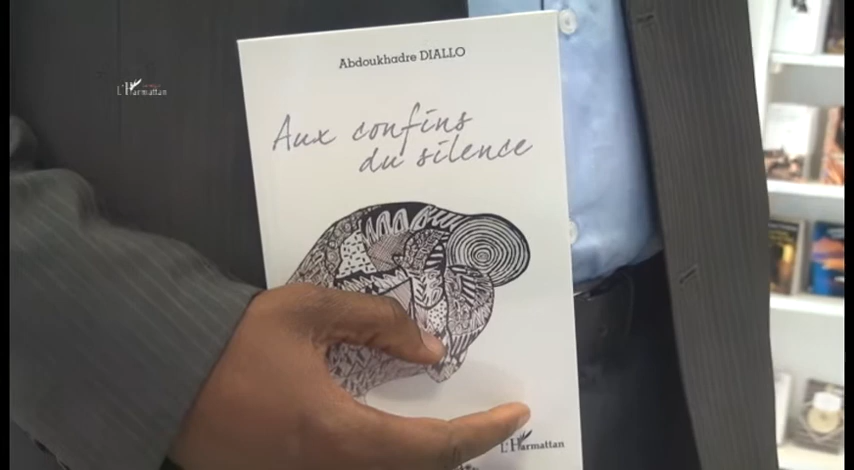 Abdoukhadre DIALLO
L'Harmattan
Aux confins
du silence
L'Harmattan